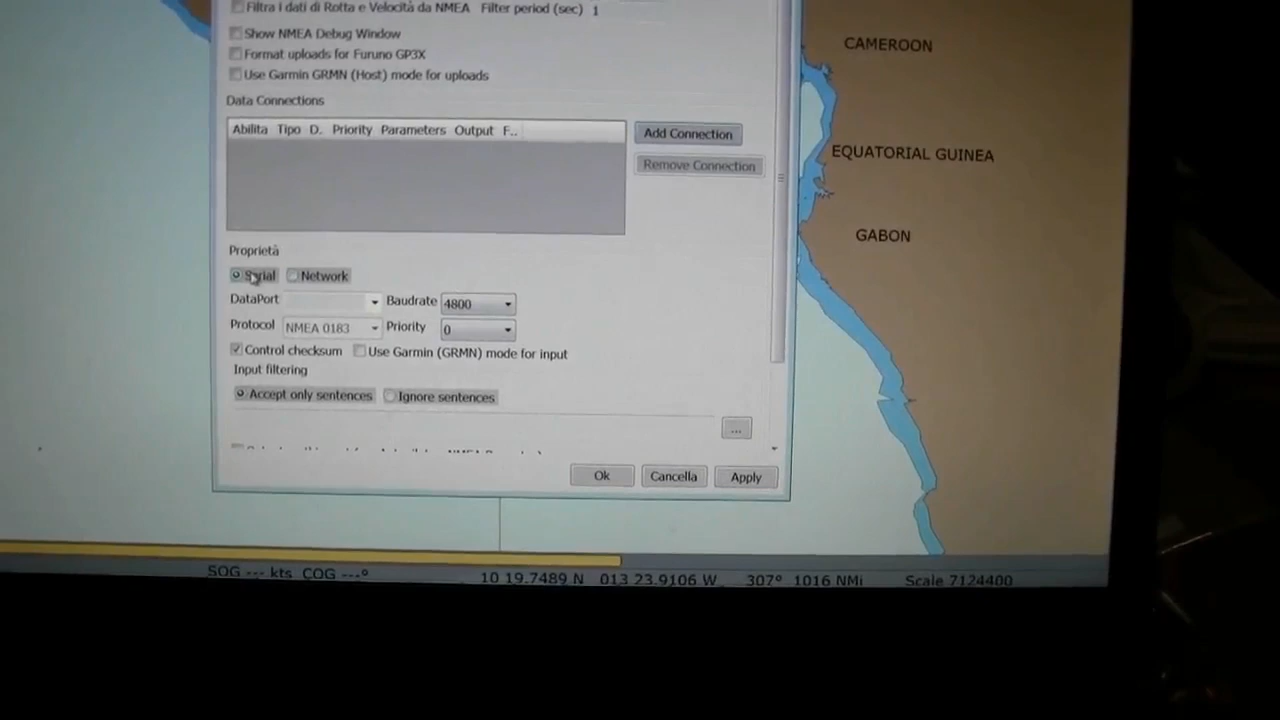 Filtra i dati di Rotta e Velocità da NMEA Filter period (sec) 1
Show NMEA Debug Window
Format uploads for Furuno GP3X
Use Garmin GRMN (Host) mode for uploads
Data Connections
Abilita Tipo D. Priority Parameters Output F..
Add Connection
Remove Connection
Proprietà
Serial Network
DataPort Baudrate 4800
Protocol NMEA 0183 Priority 0
Control checksum Use Garmin (GRMN) mode for input
Input filtering
Accept only sentences Ignore sentences
...
Ok Cancella Apply
CAMEROON
EQUATORIAL GUINEA
GABON
SOG --- kts COG ---° 10 19.7489 N 013 23.9106 W 307° 1016 NMi Scale 7124400